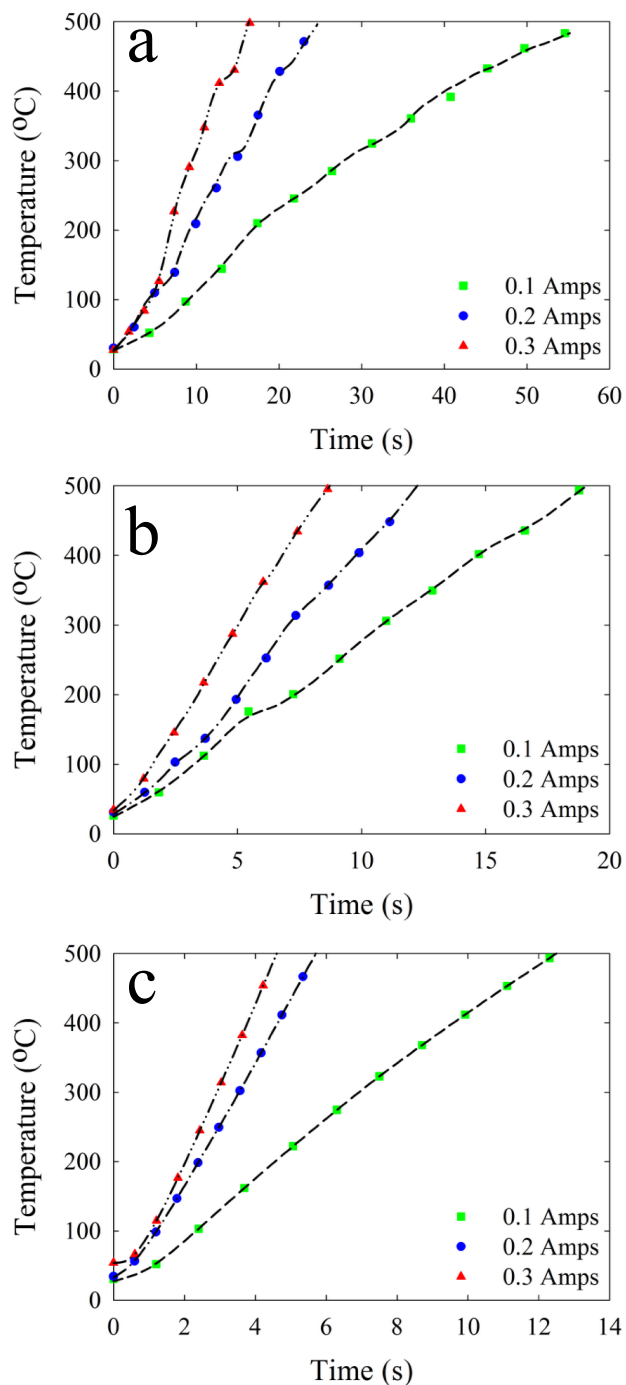 a
500
400
300
200
100
0
Temperature (ºC)
0.1 Amps
0.2 Amps
0.3 Amps
0 10 20 30 40 50 60
Time (s)
b
500
400
300
200
100
0
Temperature (ºC)
0.1 Amps
0.2 Amps
0.3 Amps
0 5 10 15 20
Time (s)
c
500
400
300
200
100
0
Temperature (ºC)
0.1 Amps
0.2 Amps
0.3 Amps
0 2 4 6 8 10 12 14
Time (s)